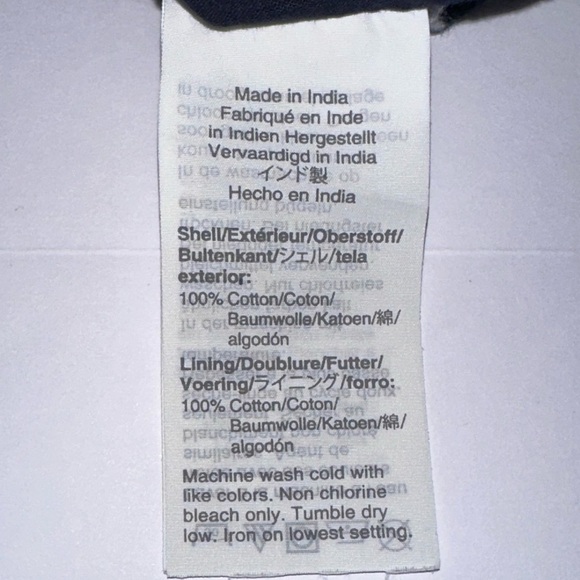 Made in India
Fabriqué en Inde
in Indien Hergestellt
Vervaardigd in India
インド製
Hecho en India
Shell/Extérieur/Oberstoff/
Buitenkant/シェル/tela
exterior:
100% Cotton/Coton/
Baumwolle/Katoen/綿/
algodón
Lining/Doublure/Futter/
Voering/ライニング/forro:
100% Cotton/Coton/
Baumwolle/Katoen/綿/
algodón
Machine wash cold with
like colors. Non chlorine
bleach only. Tumble dry
low. Iron on lowest setting.